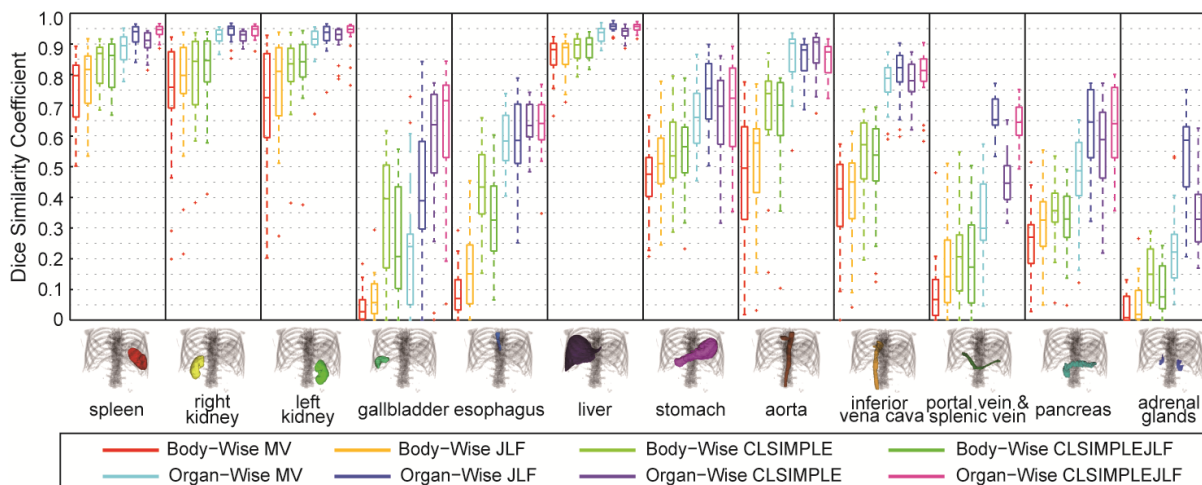 Dice Similarity Coefficient
1.0
0.9
0.8
0.7
0.6
0.5
0.4
0.3
0.2
0.1
0
spleen
right
kidney
left
kidney
gallbladder
esophagus
liver
stomach
aorta
inferior
vena cava
portal vein &
splenic vein
pancreas
adrenal
glands
Body-Wise MV Body-Wise JLF Body-Wise CLSIMPLE Body-Wise CLSIMPLEJLF
Organ-Wise MV Organ-Wise JLF Organ-Wise CLSIMPLE Organ-Wise CLSIMPLEJLF